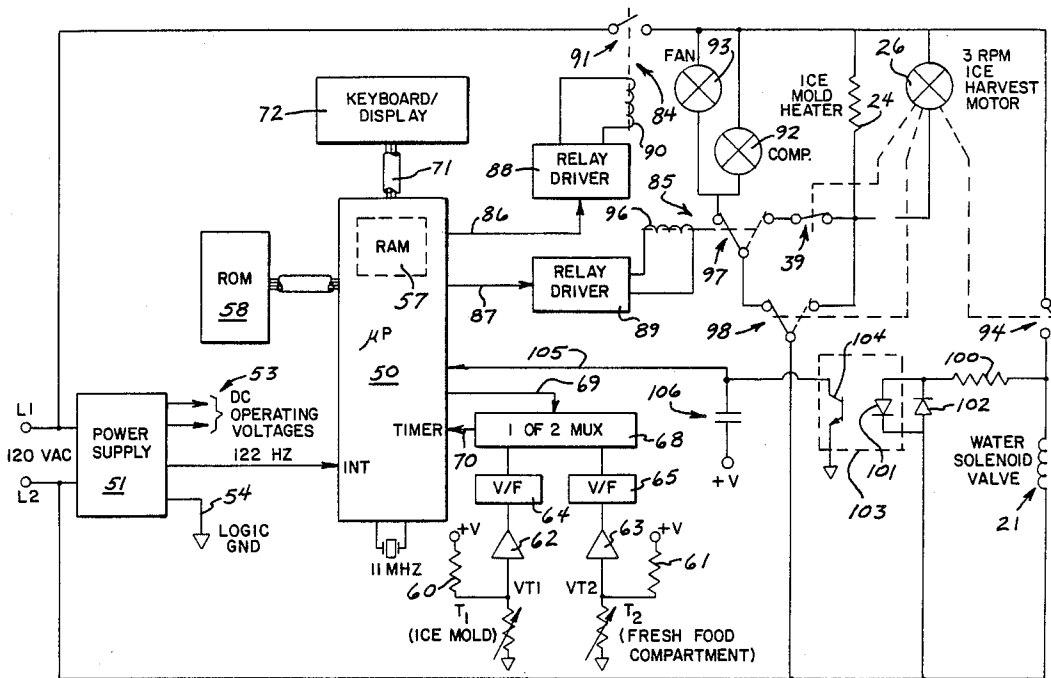 91
FAN
93
26
3 RPM
ICE
HARVEST
MOTOR
ICE
MOLD
HEATER
24
84
72
KEYBOARD/
DISPLAY
90
92
COMP.
71
88
RELAY
DRIVER
85
86
96
RAM
57
97
39
ROM
58
RELAY
DRIVER
89
87
98
94
µP
50
105
104
100
53
69
106
102
L1
DC
OPERATING
VOLTAGES
TIMER
1 OF 2 MUX
68
70
120 VAC
POWER
SUPPLY
51
122 HZ
INT
V/F
V/F
65
+V
101
103
WATER
SOLENOID
VALVE
21
L2
54
64
LOGIC
GND
+V
62
63
+V
61
11 MHZ
60
VT1
VT2
T1
(ICE MOLD)
T2
(FRESH FOOD
COMPARTMENT)